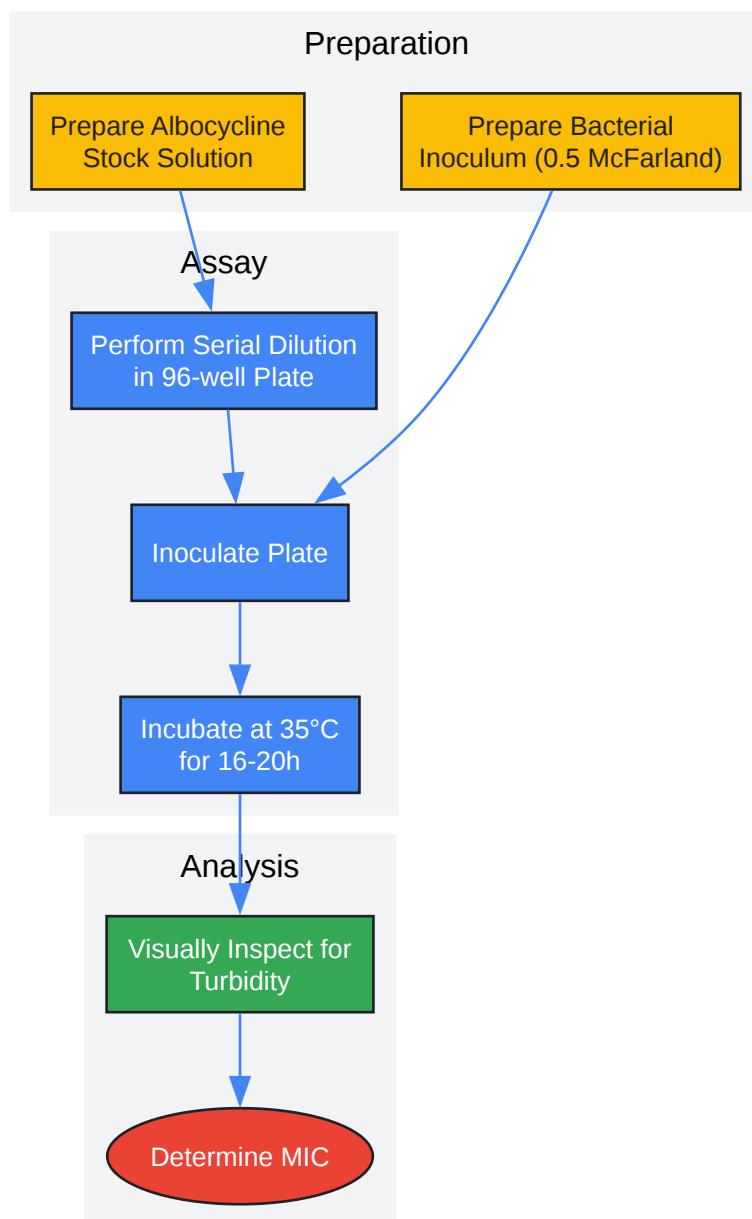 Preparation
Prepare Albocycline
Stock Solution
Prepare Bacterial
Inoculum (0.5 McFarland)
Assay
Perform Serial Dilution
in 96-well Plate
Inoculate Plate
Incubate at 35°C
for 16-20h
Analysis
Visually Inspect for
Turbidity
Determine MIC